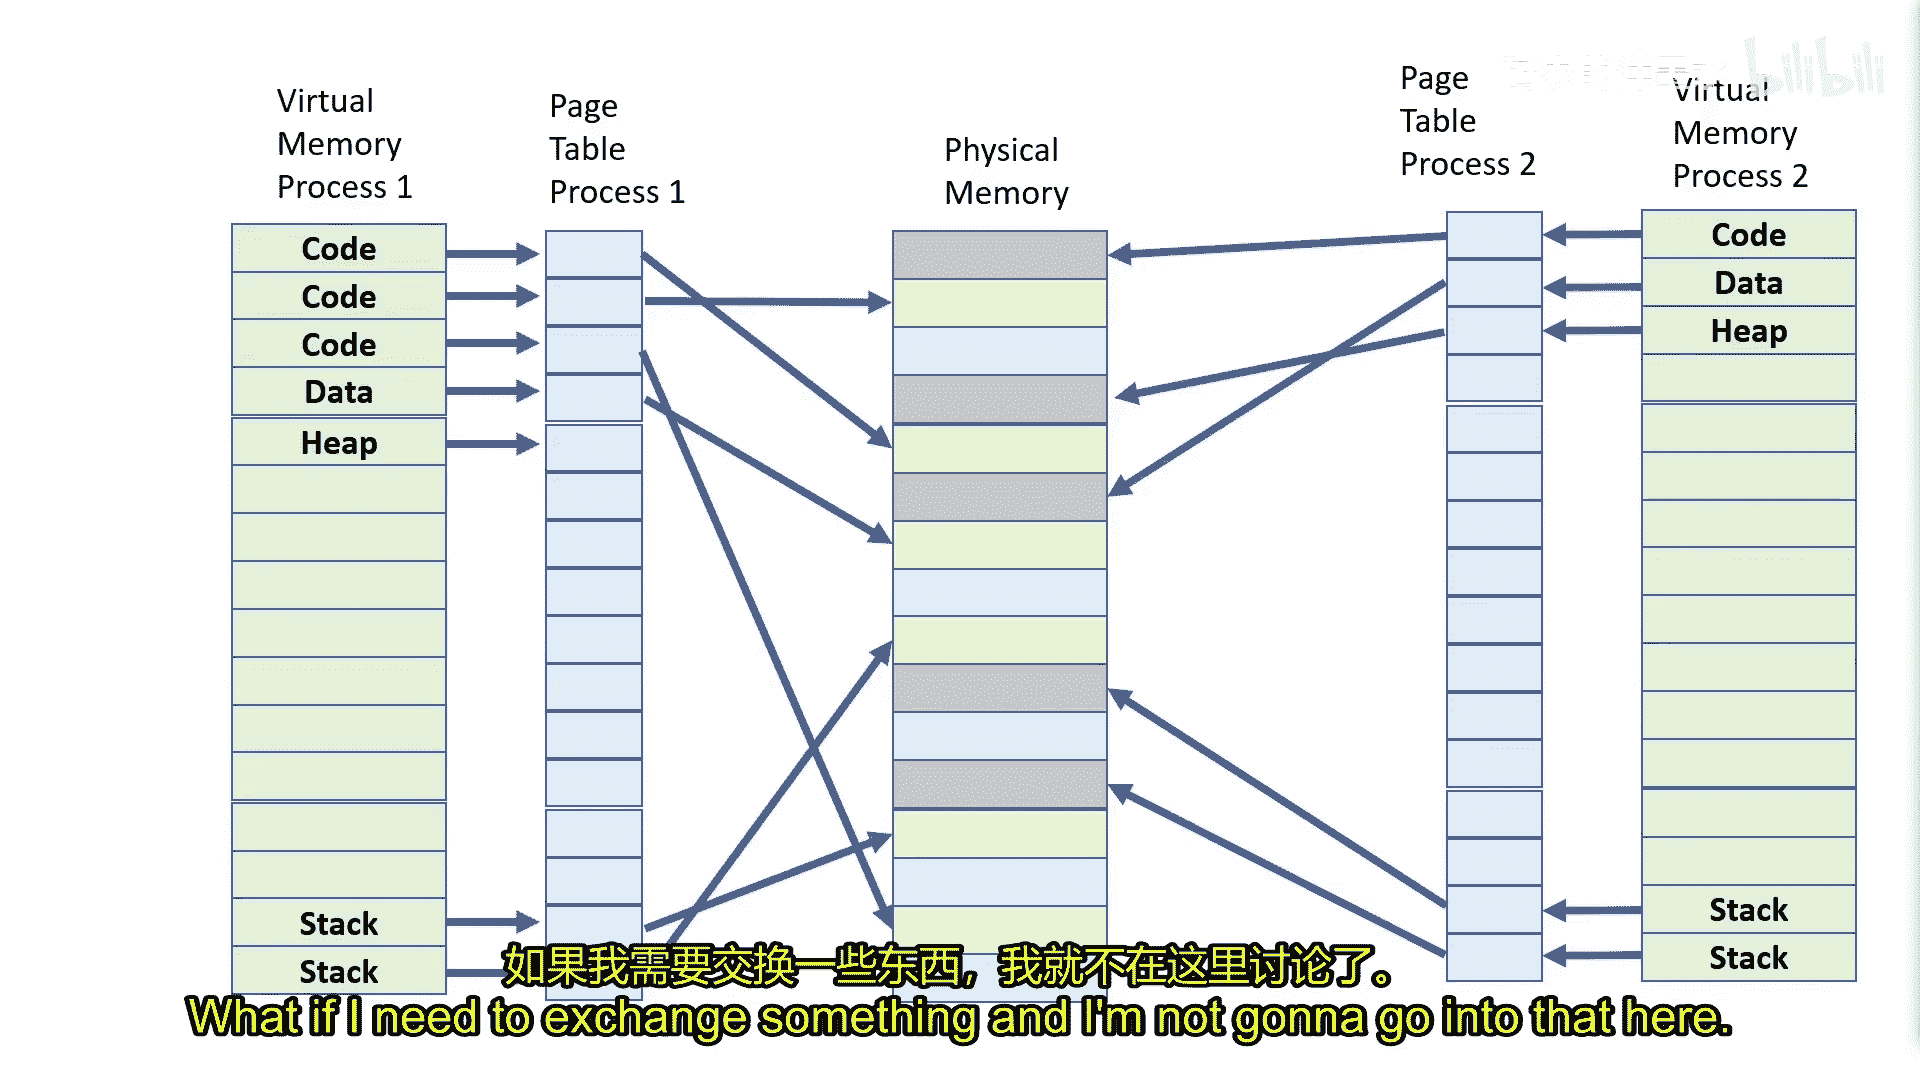 Virtual
Memory
Process 1
Page
Table
Process 1
Physical
Memory
Page
Table
Process 2
Virtual
Memory
Process 2
bilibili
Code
Code
Code
Data
Heap
Stack
Stack
Code
Data
Heap
Stack
Stack
如果我需要交换一些东西，我就不在这里讨论了。
What if I need to exchange something and I'm not gonna go into that here.